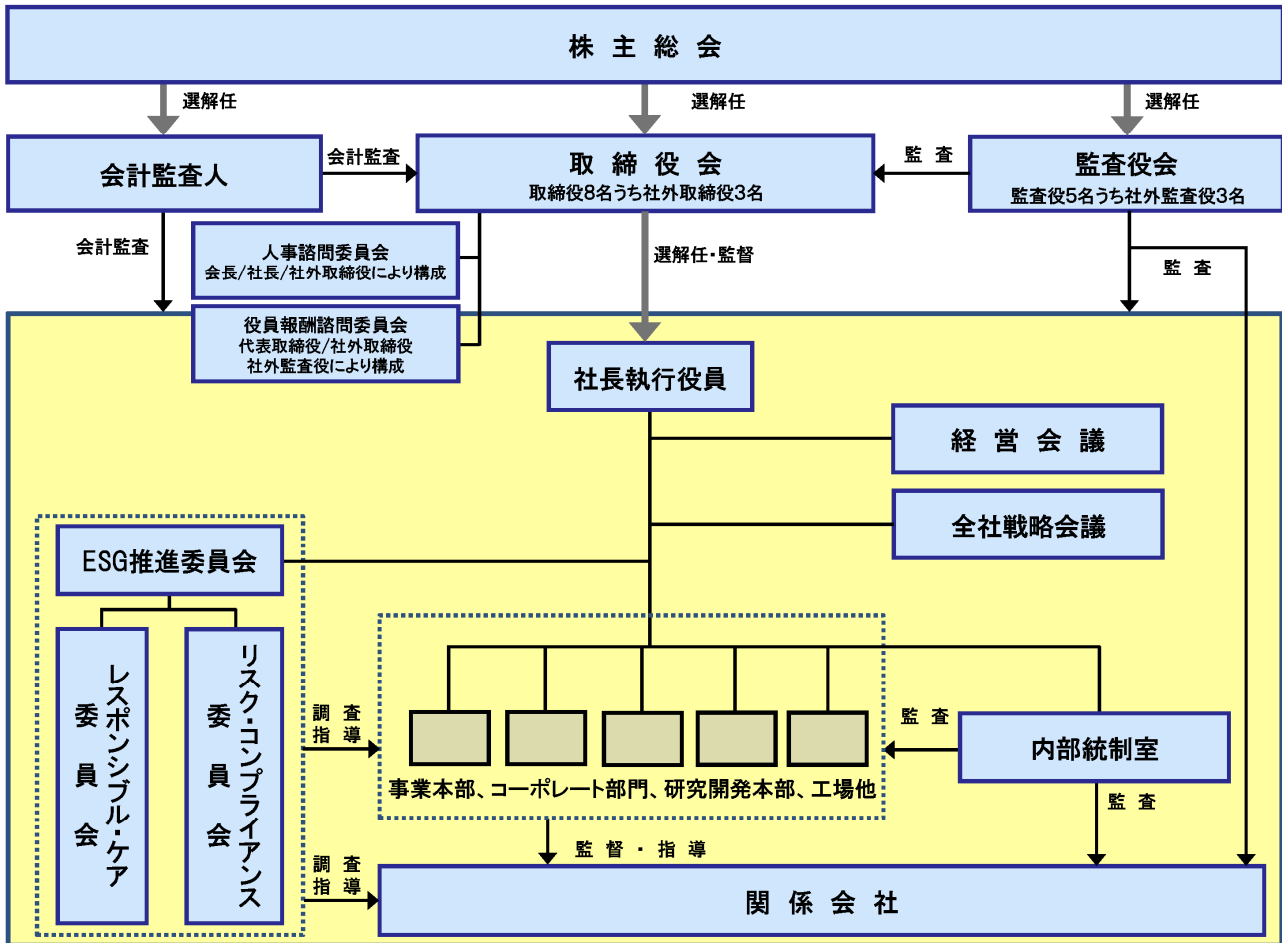 株主総会
選解任
選解任
選解任
会計監査人
会計監査
取締役会
取締役8名うち社外取締役3名
監査
監査役会
監査役5名うち社外監査役3名
会計監査
人事諮問委員会
会長/社長/社外取締役により構成
選解任・監督
監査
役員報酬諮問委員会
代表取締役/社外取締役
社外監査役により構成
社長執行役員
経営会議
全社戦略会議
ESG推進委員会
レスポンシブル・ケア
委員会
リスク・コンプライアンス
委員会
調査
指導
事業本部、コーポレート部門、研究開発本部、工場他
監査
内部統制室
監査
監督・指導
調査
指導
関係会社